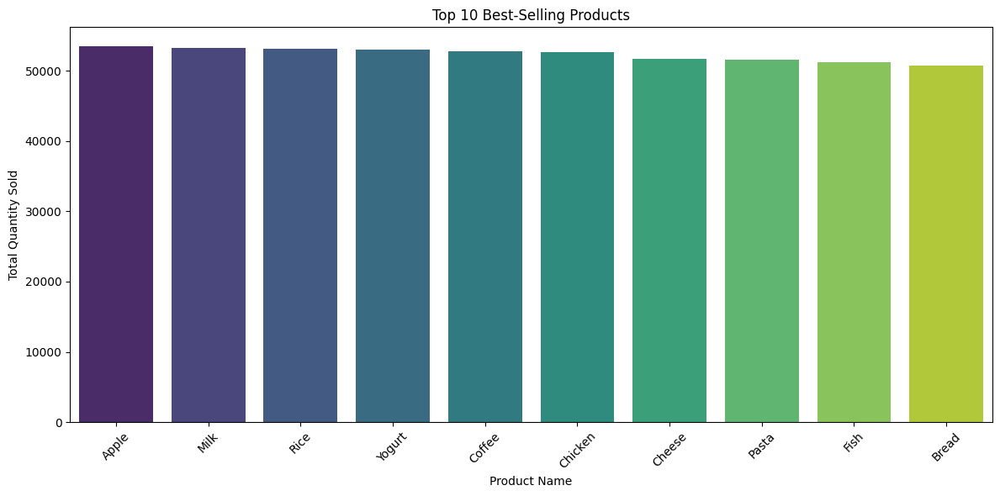 Top 10 Best-Selling Products
Total Quantity Sold
50000
40000
30000
20000
10000
0
Apple
Milk
Rice
Yogurt
Coffee
Chicken
Cheese
Pasta
Fish
Bread
Product Name